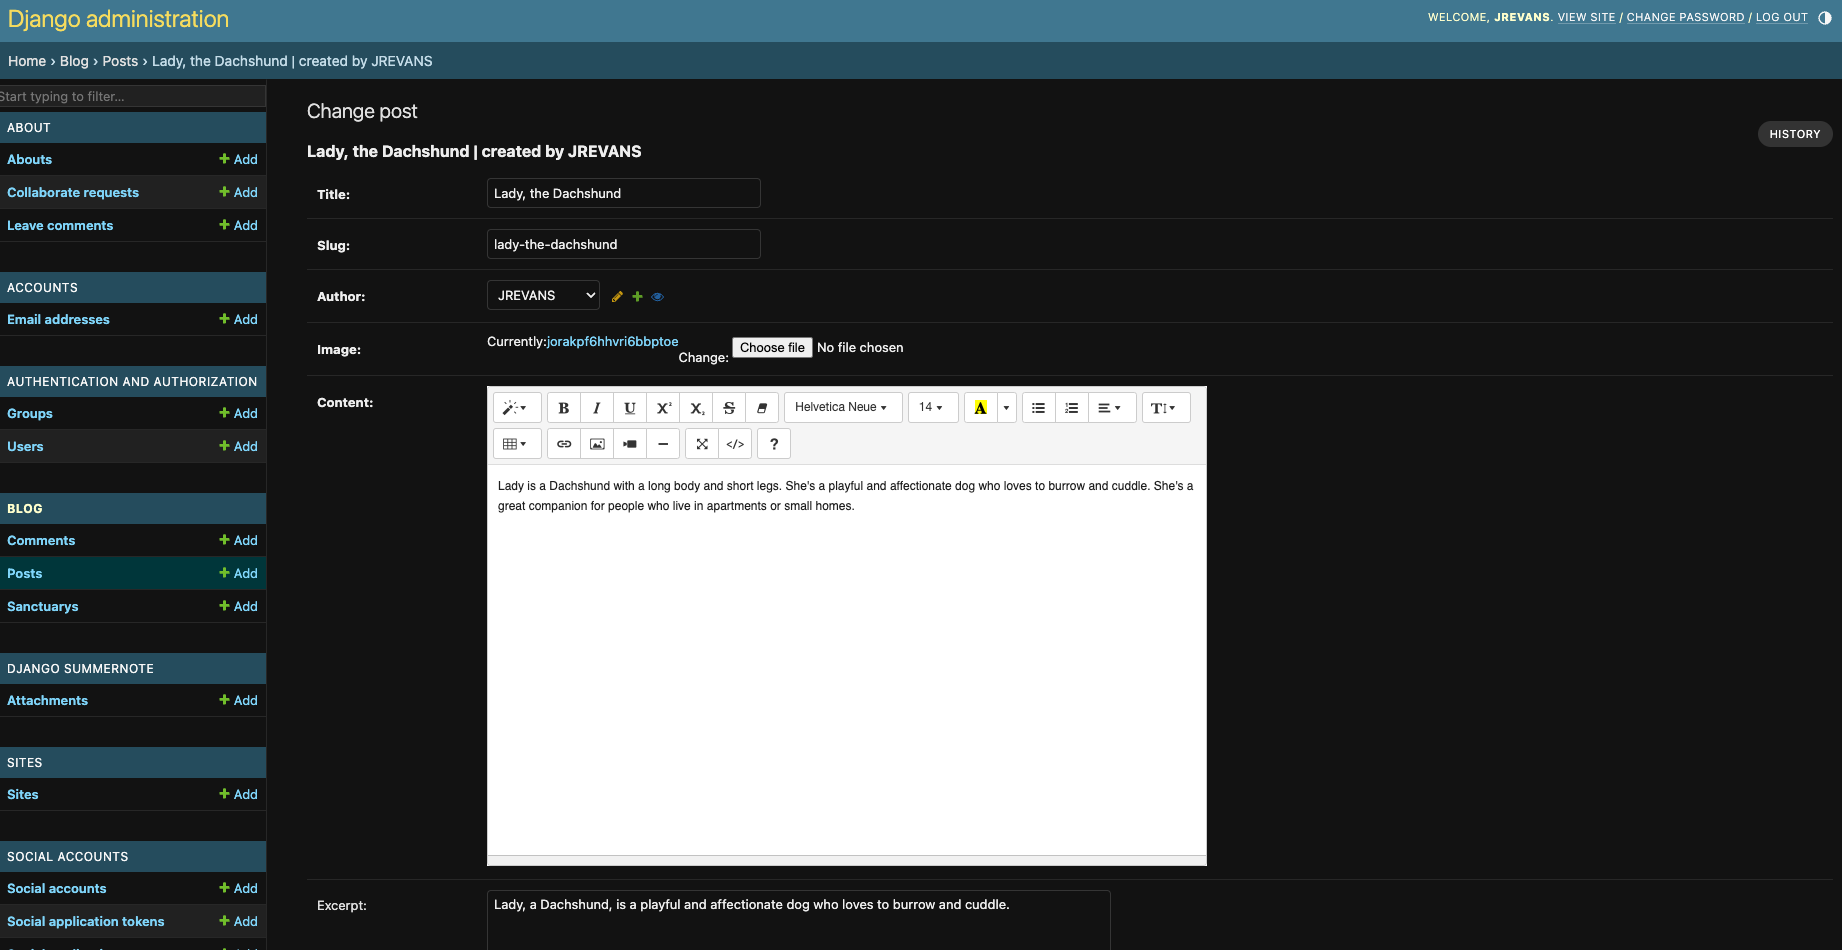 Django administration
WELCOME, JREVANS. VIEW SITE / CHANGE PASSWORD / LOG OUT
Home › Blog › Posts › Lady, the Dachshund | created by JREVANS
Start typing to filter...
ABOUT
Abouts + Add
Collaborate requests + Add
Leave comments + Add
ACCOUNTS
Email addresses + Add
AUTHENTICATION AND AUTHORIZATION
Groups + Add
Users + Add
BLOG
Comments + Add
Posts + Add
Sanctuarys + Add
DJANGO SUMMERNOTE
Attachments + Add
SITES
Sites + Add
SOCIAL ACCOUNTS
Social accounts + Add
Social application tokens + Add
Change post
HISTORY
Lady, the Dachshund | created by JREVANS
Title: Lady, the Dachshund
Slug: lady-the-dachshund
Author: JREVANS
Image: Currently:jorakpf6hhvri6bbptoe
Change: Choose file No file chosen
Content:
B I U X² X₂ S Helvetica Neue 14 A T
</> ?
Lady is a Dachshund with a long body and short legs. She's a playful and affectionate dog who loves to burrow and cuddle. She's a
great companion for people who live in apartments or small homes.
Excerpt: Lady, a Dachshund, is a playful and affectionate dog who loves to burrow and cuddle.